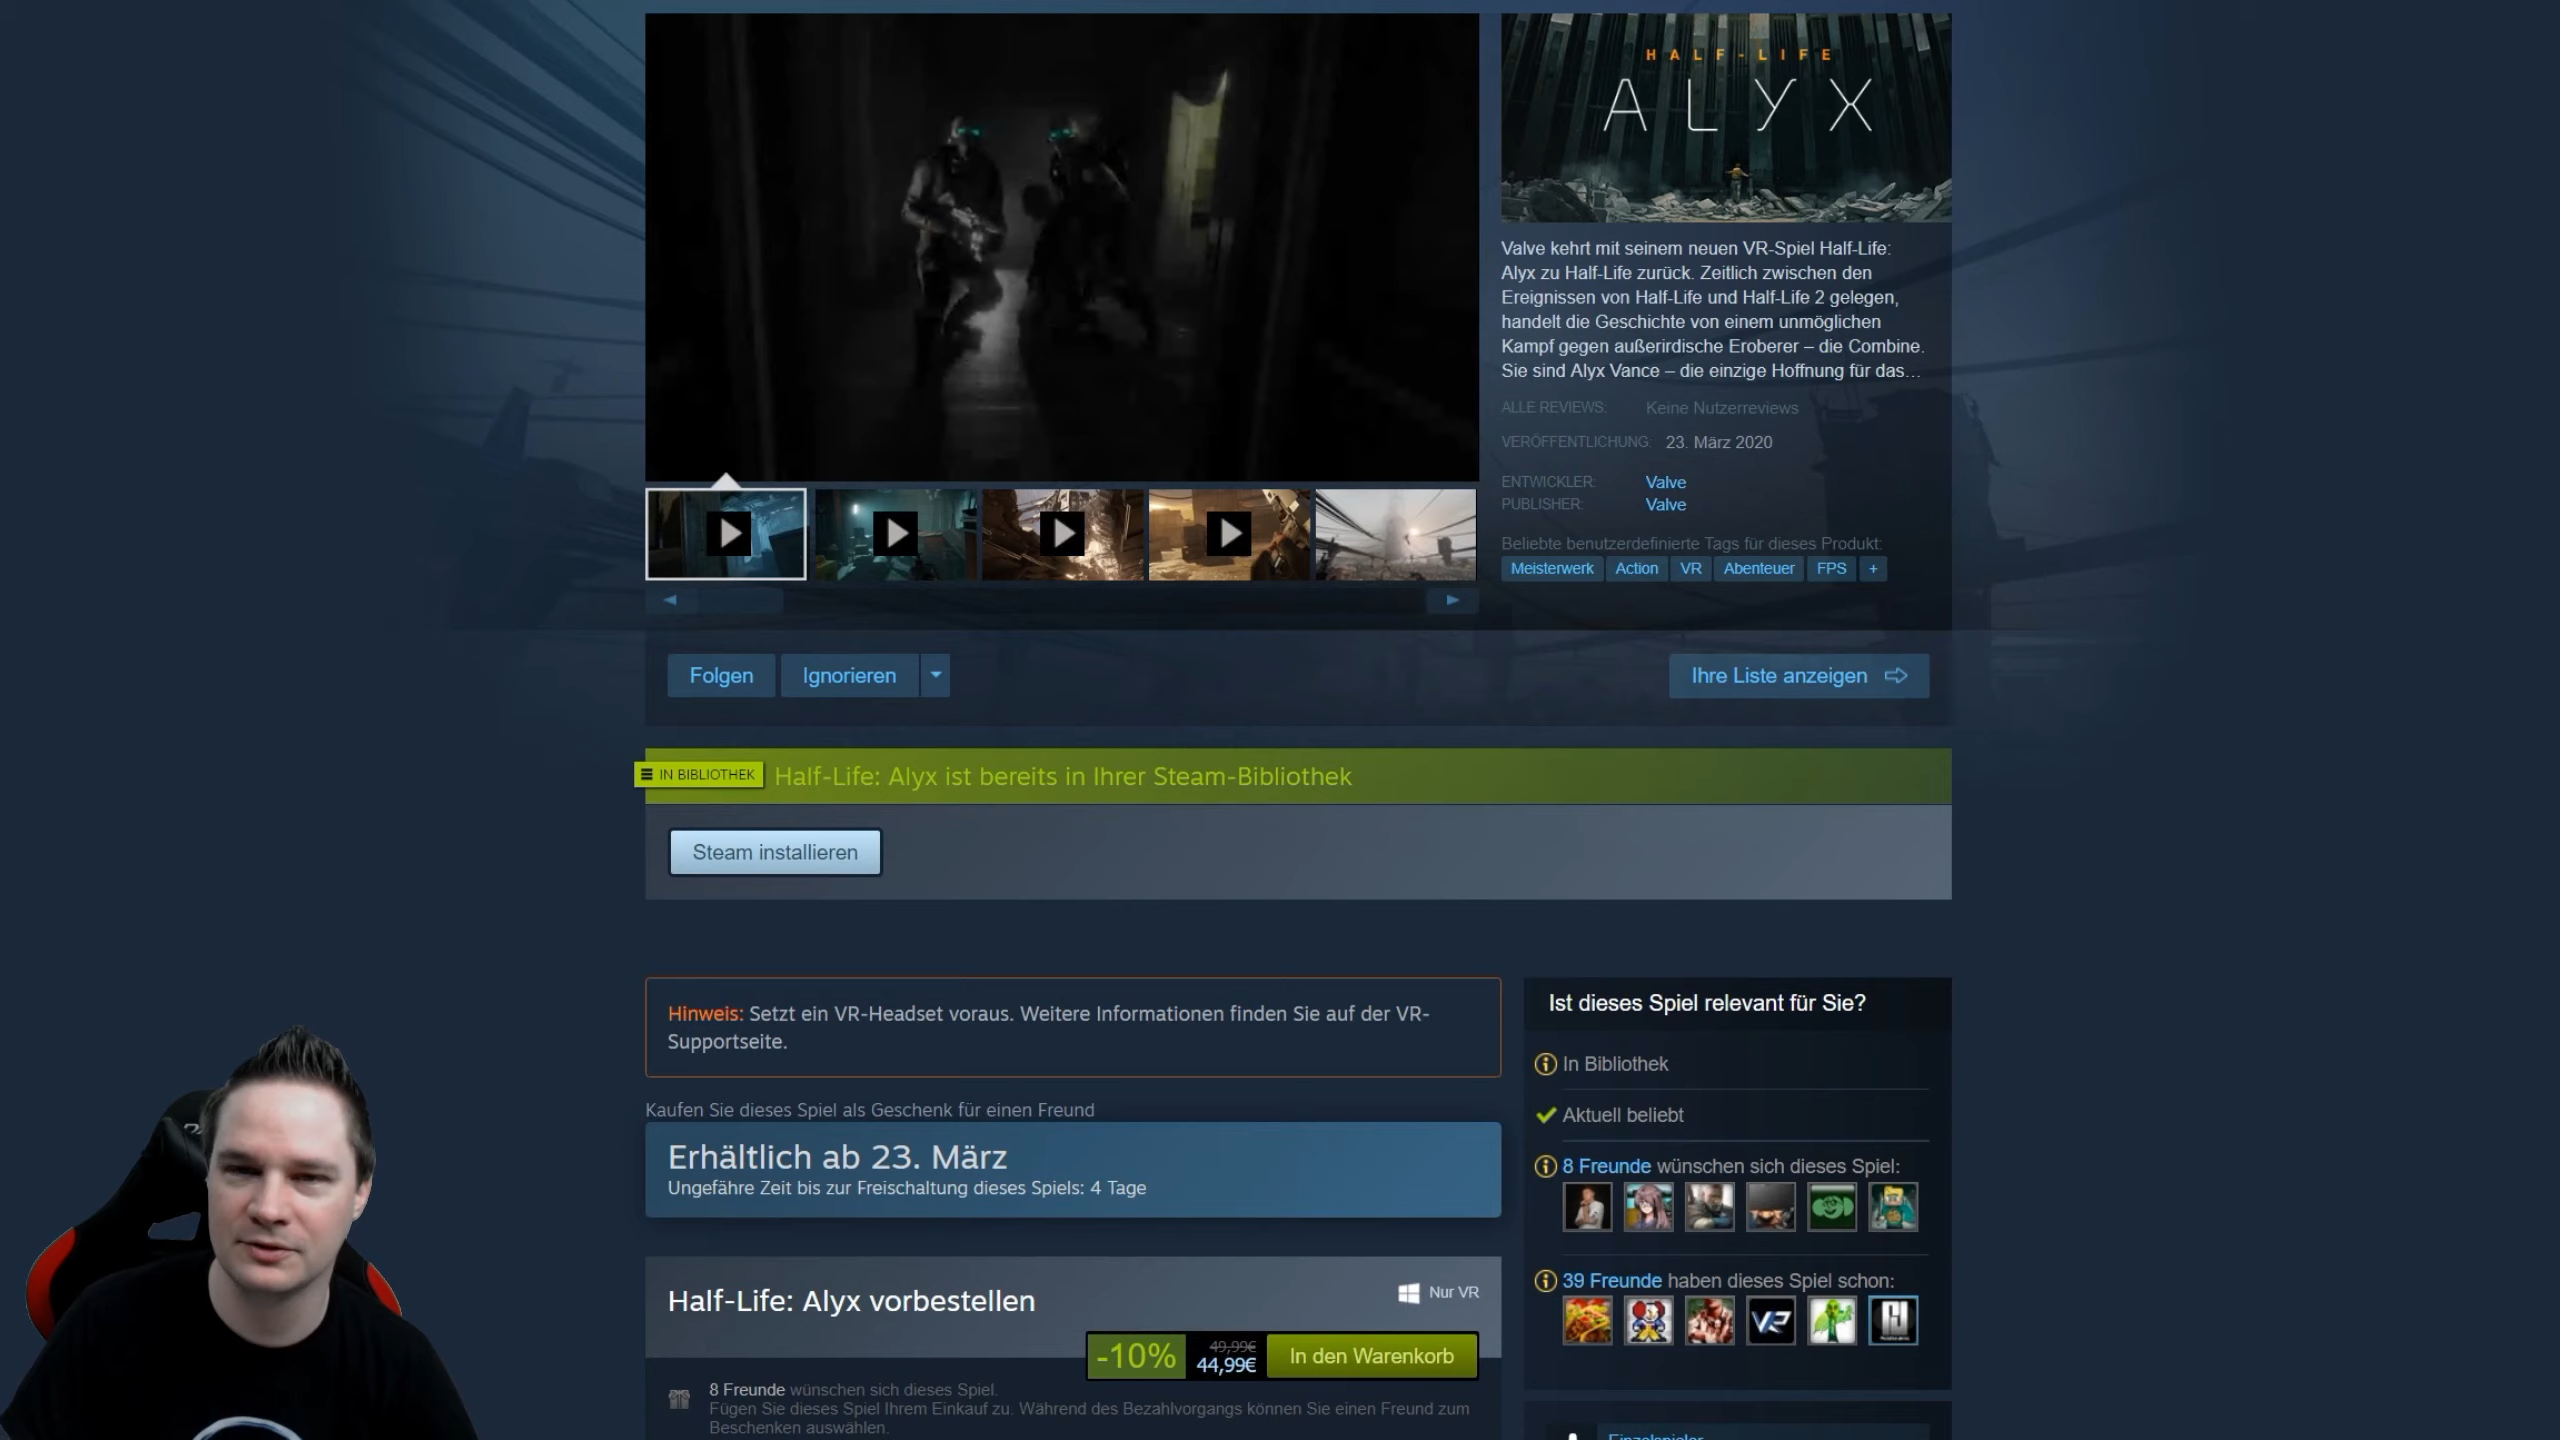 HALF-LIFE
ALYX
Valve kehrt mit seinem neuen VR-Spiel Half-Life:
Alyx zu Half-Life zurück. Zeitlich zwischen den
Ereignissen von Half-Life und Half-Life 2 gelegen,
handelt die Geschichte von einem unmöglichen
Kampf gegen außerirdische Eroberer – die Combine.
Sie sind Alyx Vance – die einzige Hoffnung für das...
ALLE REVIEWS: Keine Nutzerreviews
VERÖFFENTLICHUNG: 23. März 2020
ENTWICKLER: Valve
PUBLISHER: Valve
Beliebte benutzerdefinierte Tags für dieses Produkt:
Meisterwerk Action VR Abenteuer FPS +
Folgen Ignorieren Ihre Liste anzeigen
IN BIBLIOTHEK Half-Life: Alyx ist bereits in Ihrer Steam-Bibliothek
Steam installieren
Hinweis: Setzt ein VR-Headset voraus. Weitere Informationen finden Sie auf der VR-
Supportseite.
Kaufen Sie dieses Spiel als Geschenk für einen Freund
Erhältlich ab 23. März
Ungefähre Zeit bis zur Freischaltung dieses Spiels: 4 Tage
Half-Life: Alyx vorbestellen
Nur VR
-10% 49,99€ 44,99€ In den Warenkorb
8 Freunde wünschen sich dieses Spiel.
Fügen Sie dieses Spiel Ihrem Einkauf zu. Während des Bezahlvorgangs können Sie einen Freund zum
Beschenken auswählen.
Ist dieses Spiel relevant für Sie?
In Bibliothek
Aktuell beliebt
8 Freunde wünschen sich dieses Spiel:
39 Freunde haben dieses Spiel schon:
Einzelspieler